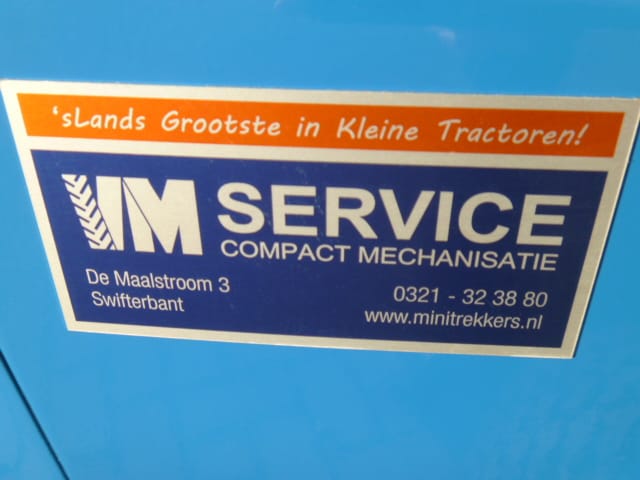 'sLands Grootste in Kleine Tractoren!
VM SERVICE
COMPACT MECHANISATIE
De Maalstroom 3
Swifterbant
0321 - 32 38 80
www.minitrekkers.nl